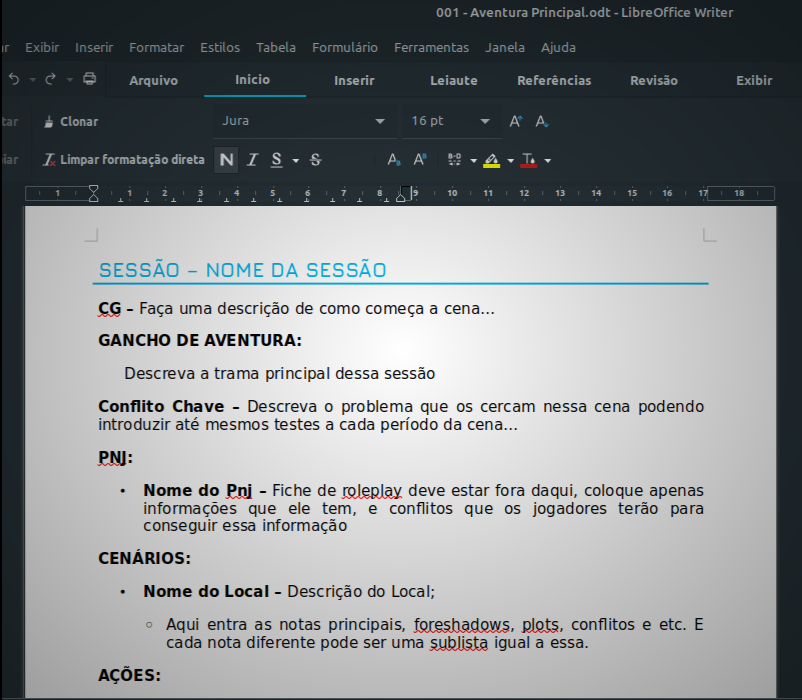 001 - Aventura Principal.odt - LibreOffice Writer
Exibir Inserir Formatar Estilos Tabela Formulário Ferramentas Janela Ajuda
Arquivo Inicio Inserir Leiaute Referências Revisão Exibir
Clonar Jura 16 pt
Limpar formatação direta N I S S
1 1 2 3 4 5 6 7 8 9 10 11 12 13 14 15 16 17 18
SESSÃO – NOME DA SESSÃO
CG – Faça uma descrição de como começa a cena...
GANCHO DE AVENTURA:
Descreva a trama principal dessa sessão
Conflito Chave – Descreva o problema que os cercam nessa cena podendo
introduzir até mesmos testes a cada período da cena...
PNJ:
• Nome do Pnj – Fiche de roleplay deve estar fora daqui, coloque apenas
informações que ele tem, e conflitos que os jogadores terão para
conseguir essa informação
CENÁRIOS:
• Nome do Local – Descrição do Local;
◦ Aqui entra as notas principais, foreshadows, plots, conflitos e etc. E
cada nota diferente pode ser uma sublista igual a essa.
AÇÕES: